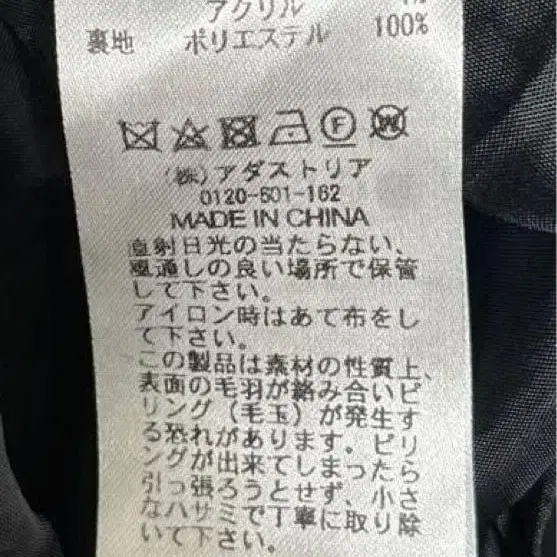 アクリル
裏地 ポリエステル 100%
F
W
(株)アダストリア
0120-601-162
MADE IN CHINA
直射日光の当たらない、
風通しの良い場所で保管
して下さい。
アイロン時はあて布をし
て下さい。
この製品は素材の性質上、
表面の毛羽が絡み合いピ
リング(毛玉)が発生す
る恐れがあります。ピリ
ングが出来てしまったら
引っ張ろうとせず、小さ
なハサミで丁寧に取り除
いて下さい。